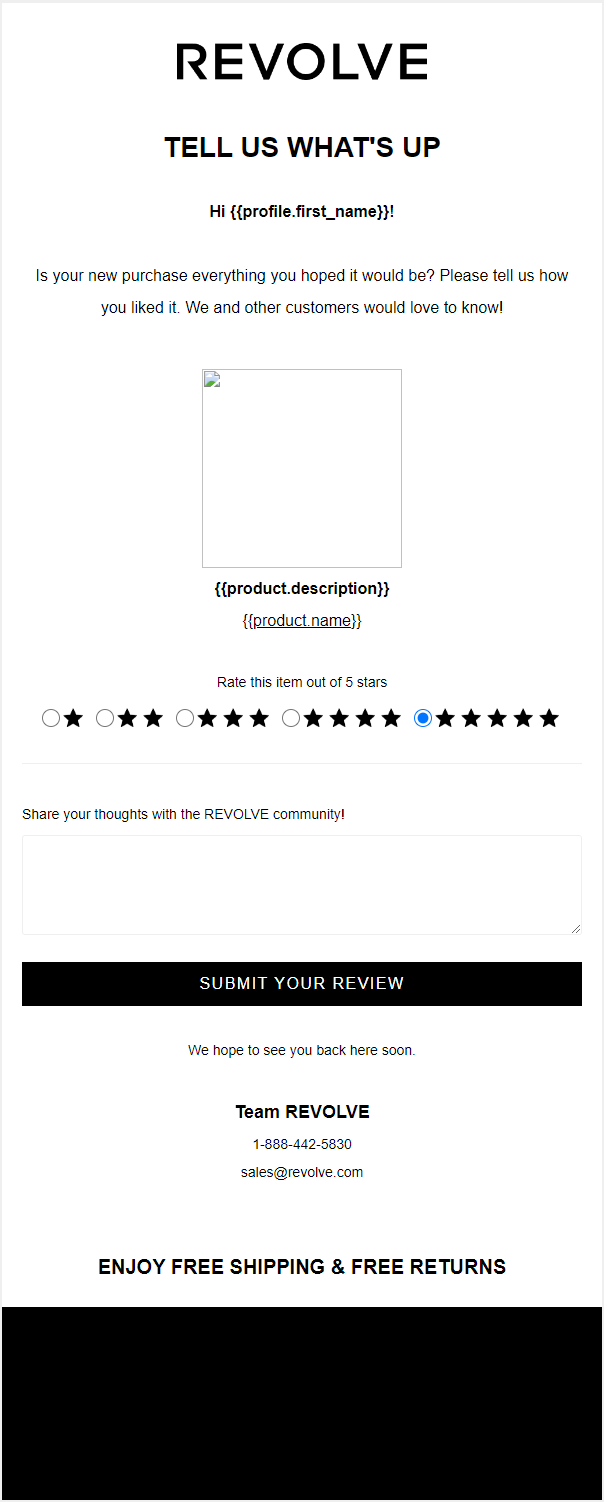 REVOLVE
TELL US WHAT'S UP
Hi {{profile.first_name}}!
Is your new purchase everything you hoped it would be? Please tell us how
you liked it. We and other customers would love to know!
{{product.description}}
{{product.name}}
Rate this item out of 5 stars
Share your thoughts with the REVOLVE community!
SUBMIT YOUR REVIEW
We hope to see you back here soon.
Team REVOLVE
1-888-442-5830
sales@revolve.com
ENJOY FREE SHIPPING & FREE RETURNS